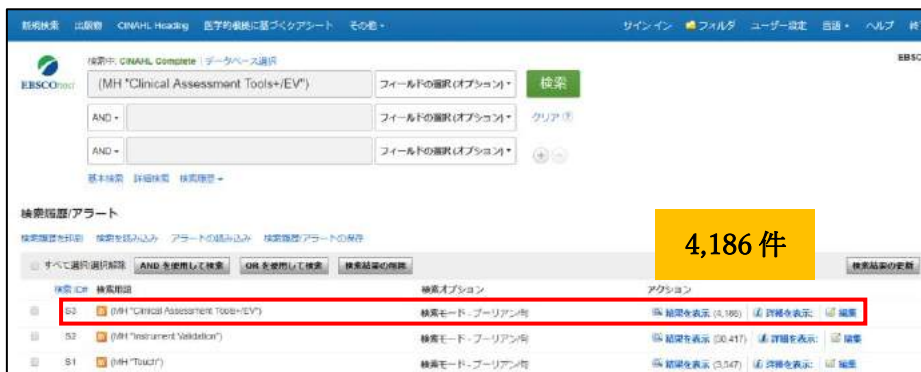 新規検索 出版物 CINAHL Heading 医学的根拠に基づくケアシート その他
サインイン フォルダ ユーザー設定 言語 ヘルプ
検索中: CINAHL Complete データベース選択
EBSCO
EBSCOhost
(MH "Clinical Assessment Tools+/EV")
フィールドの選択 (オプション)
検索
AND
フィールドの選択 (オプション)
クリア
AND
フィールドの選択 (オプション)
基本検索 詳細検索 検索履歴
検索履歴/アラート
検索履歴を印刷 検索を読み込み アラートの読み込み 検索履歴/アラートの保存
4,186 件
すべて選択/選択解除 AND を使用して検索 OR を使用して検索 検索結果の削除 検索結果の更新
検索 ID# 検索用語 検索オプション アクション
S3 (MH "Clinical Assessment Tools+/EV") 検索モード - ブーリアン/句 結果を表示 (4,186) 詳細を表示: 編集
S2 (MH "Instrument Validation") 検索モード - ブーリアン/句 結果を表示 詳細を表示: 編集
S1 (MH "Touch") 検索モード - ブーリアン/句 結果を表示 詳細を表示: 編集